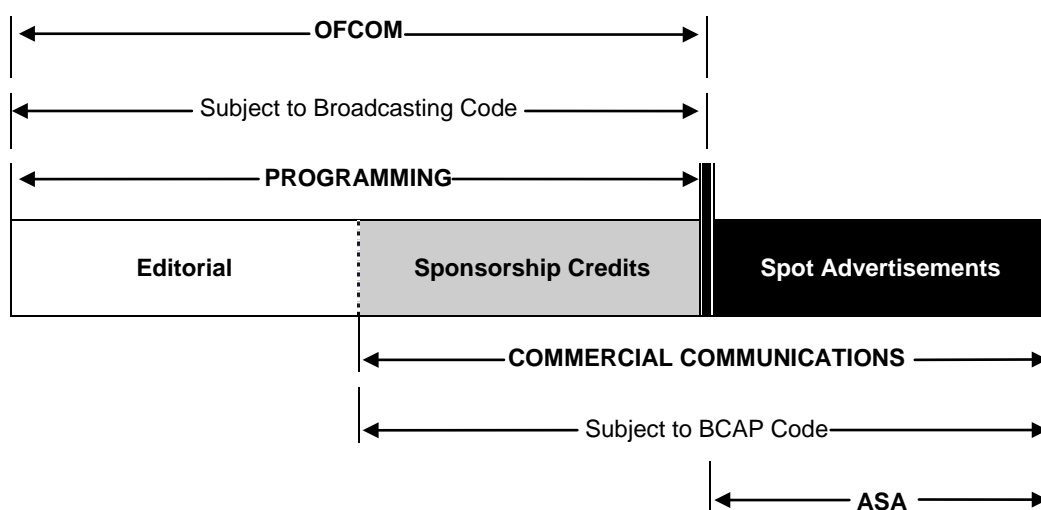 OFCOM
Subject to Broadcasting Code
PROGRAMMING
Editorial Sponsorship Credits Spot Advertisements
COMMERCIAL COMMUNICATIONS
Subject to BCAP Code
ASA